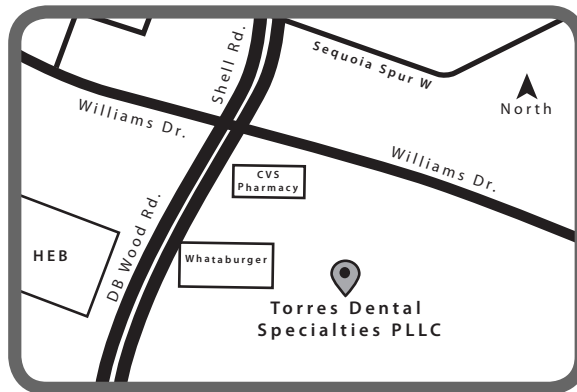 Shell Rd.
Sequoia Spur W
North
Williams Dr.
Williams Dr.
CVS
Pharmacy
DB Wood Rd.
HEB
Whataburger
Torres Dental
Specialties PLLC